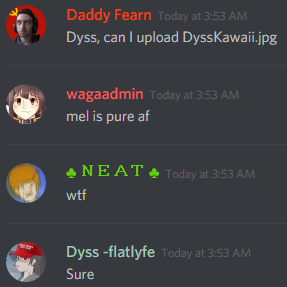 Daddy Fearn Today at 3:53 AM
Dyss, can I upload DyssKawaii.jpg
wagaadmin Today at 3:53 AM
mel is pure af
♣ N E A T ♣ Today at 3:53 AM
wtf
Dyss -flatlyfe Today at 3:53 AM
Sure